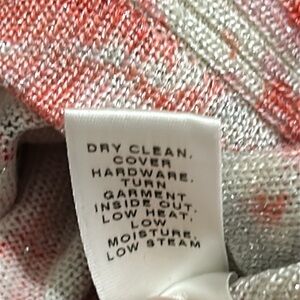 DRY CLEAN,
COVER
HARDWARE,
TURN
GARMENT
INSIDE OUT,
LOW HEAT,
LOW
MOISTURE,
LOW STEAM